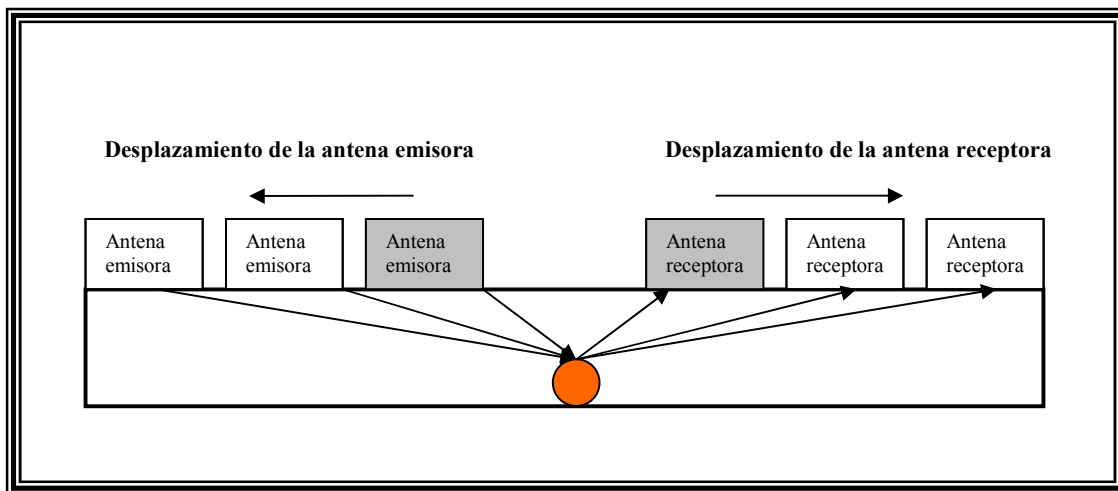 Desplazamiento de la antena emisora
Desplazamiento de la antena receptora
Antena
emisora
Antena
emisora
Antena
emisora
Antena
receptora
Antena
receptora
Antena
receptora